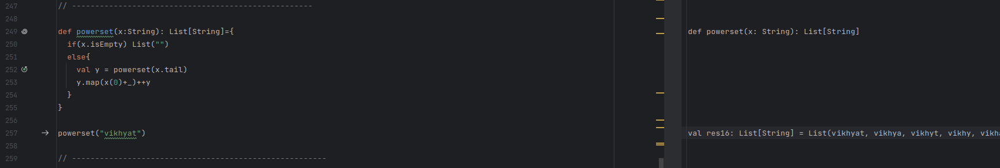 247 // ----------------------------------------------------
248
249 def powerset(x:String): List[String]={ def powerset(x: String): List[String]
250 if(x.isEmpty) List("")
251 else{
252 val y = powerset(x.tail)
253 y.map(x(0)+_)++y
254 }
255 }
256
257 powerset("vikhyat") val res16: List[String] = List(vikhyat, vikhya, vikhyt, vikhy,
258
259 // -------------------------------------------------------